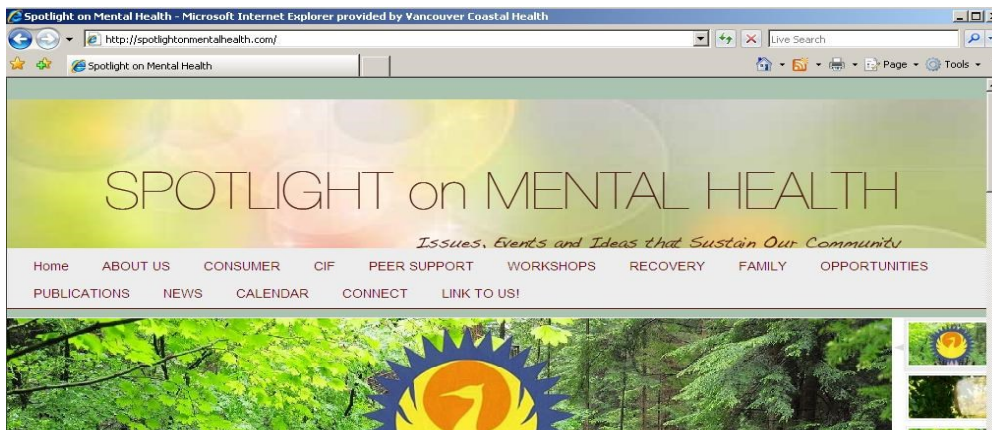 Spotlight on Mental Health - Microsoft Internet Explorer provided by Vancouver Coastal Health
http://spotlightonmentalhealth.com/
Live Search
Spotlight on Mental Health
Page
Tools
SPOTLIGHT on MENTAL HEALTH
Issues, Events and Ideas that Sustain Our Community
Home ABOUT US CONSUMER CIF PEER SUPPORT WORKSHOPS RECOVERY FAMILY OPPORTUNITIES
PUBLICATIONS NEWS CALENDAR CONNECT LINK TO US!